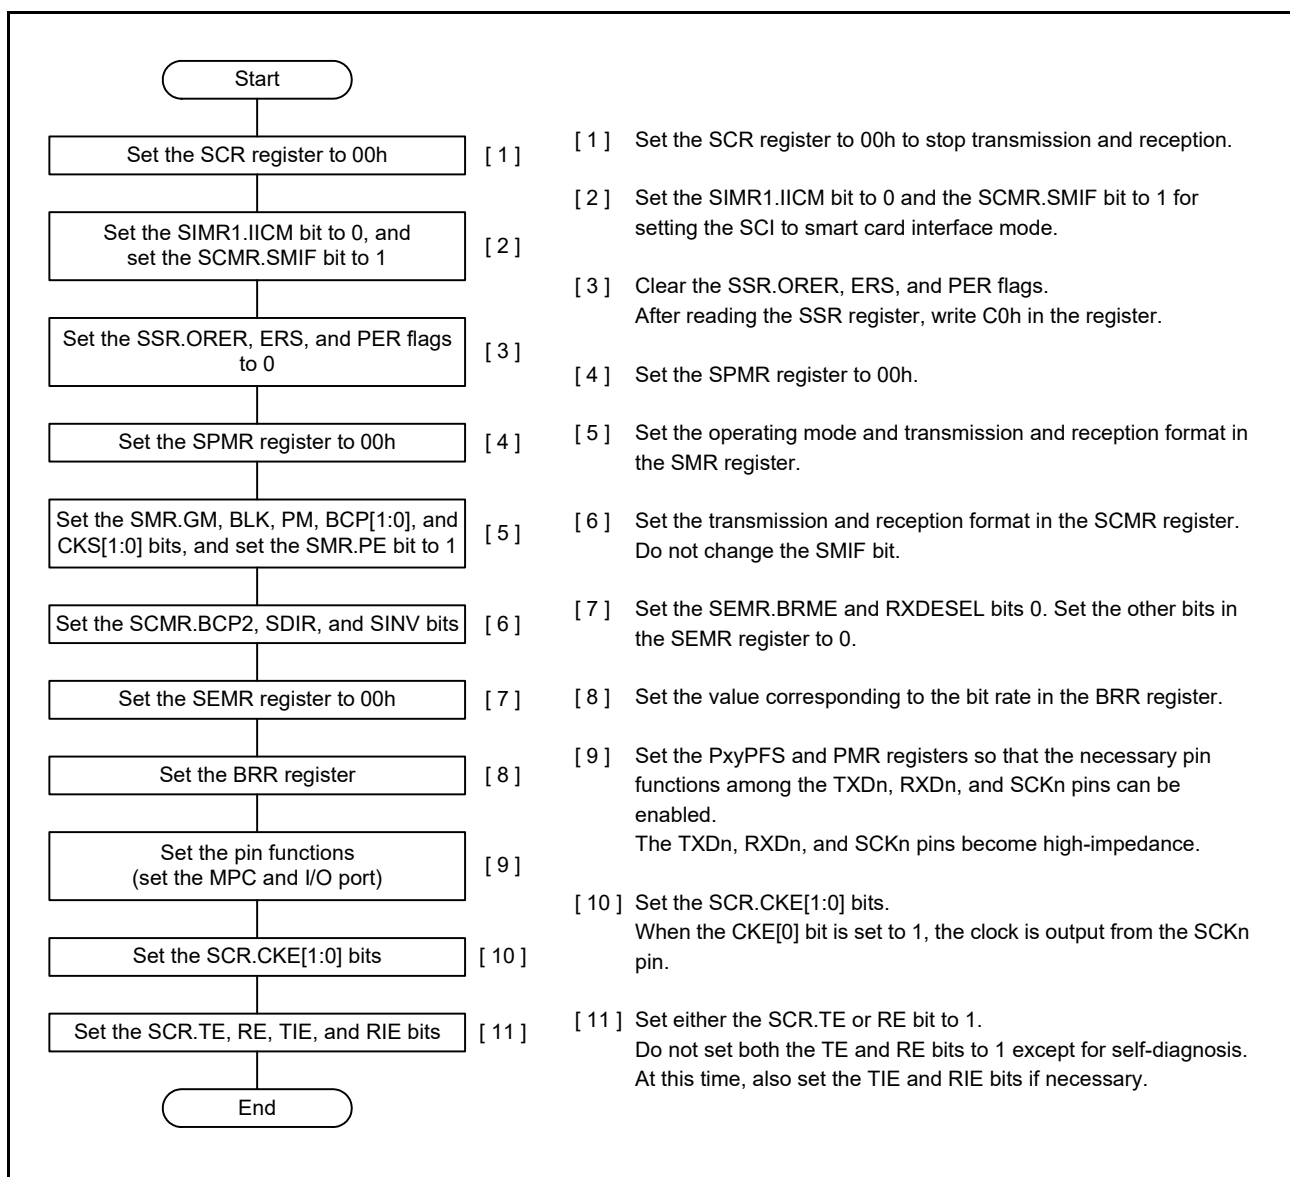 Start
Set the SCR register to 00h
[ 1 ]
Set the SIMR1.IICM bit to 0, and
set the SCMR.SMIF bit to 1
[ 2 ]
Set the SSR.ORER, ERS, and PER flags
to 0
[ 3 ]
Set the SPMR register to 00h
[ 4 ]
Set the SMR.GM, BLK, PM, BCP[1:0], and
CKS[1:0] bits, and set the SMR.PE bit to 1
[ 5 ]
Set the SCMR.BCP2, SDIR, and SINV bits
[ 6 ]
Set the SEMR register to 00h
[ 7 ]
Set the BRR register
[ 8 ]
Set the pin functions
(set the MPC and I/O port)
[ 9 ]
Set the SCR.CKE[1:0] bits
[ 10 ]
Set the SCR.TE, RE, TIE, and RIE bits
[ 11 ]
End
[ 1 ] Set the SCR register to 00h to stop transmission and reception.
[ 2 ] Set the SIMR1.IICM bit to 0 and the SCMR.SMIF bit to 1 for
setting the SCI to smart card interface mode.
[ 3 ] Clear the SSR.ORER, ERS, and PER flags.
After reading the SSR register, write C0h in the register.
[ 4 ] Set the SPMR register to 00h.
[ 5 ] Set the operating mode and transmission and reception format in
the SMR register.
[ 6 ] Set the transmission and reception format in the SCMR register.
Do not change the SMIF bit.
[ 7 ] Set the SEMR.BRME and RXDESEL bits 0. Set the other bits in
the SEMR register to 0.
[ 8 ] Set the value corresponding to the bit rate in the BRR register.
[ 9 ] Set the PxyPFS and PMR registers so that the necessary pin
functions among the TXDn, RXDn, and SCKn pins can be
enabled.
The TXDn, RXDn, and SCKn pins become high-impedance.
[ 10 ] Set the SCR.CKE[1:0] bits.
When the CKE[0] bit is set to 1, the clock is output from the SCKn
pin.
[ 11 ] Set either the SCR.TE or RE bit to 1.
Do not set both the TE and RE bits to 1 except for self-diagnosis.
At this time, also set the TIE and RIE bits if necessary.